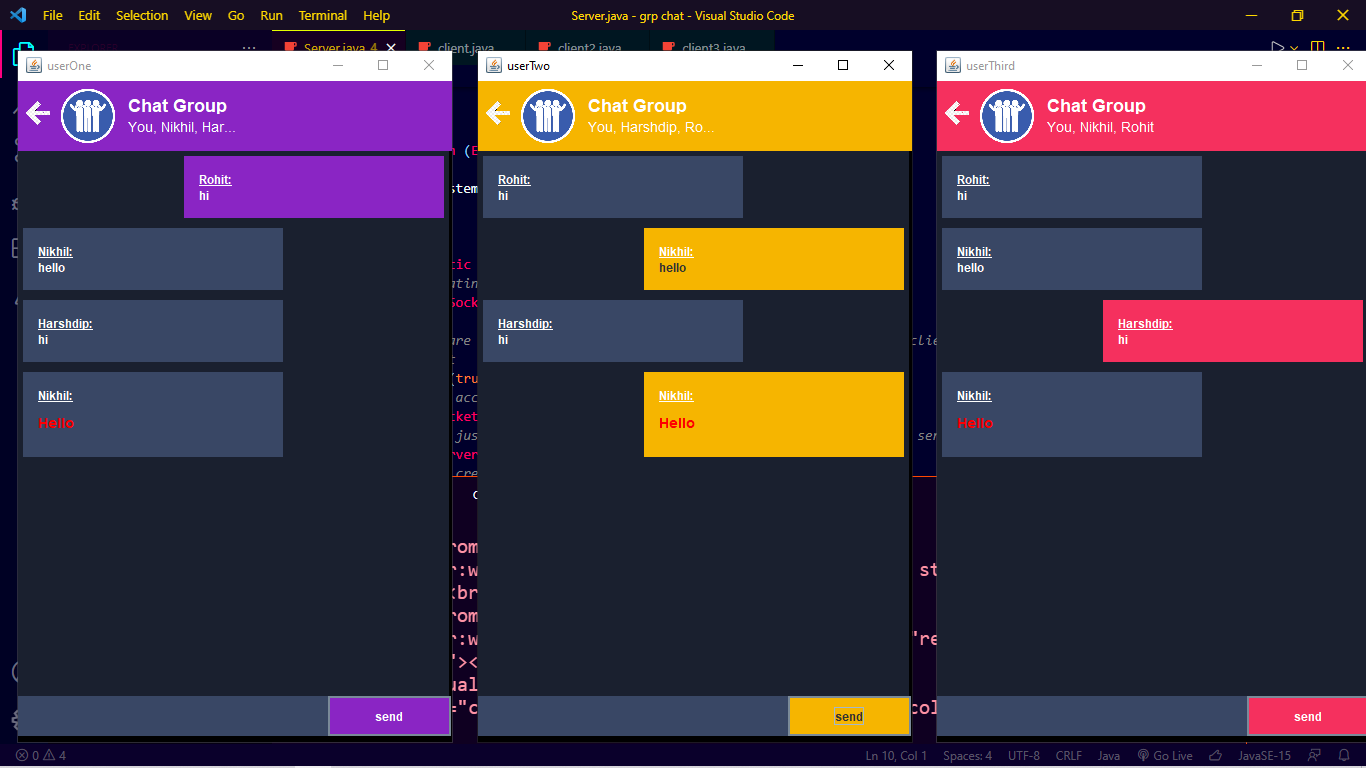 File Edit Selection View Go Run Terminal Help
Server.java - grp chat - Visual Studio Code
Server.java 4 client.java client2.java client3.java
userOne
Chat Group
You, Nikhil, Har...
Rohit:
hi
Nikhil:
hello
Harshdip:
hi
Nikhil:
Hello
send
userTwo
Chat Group
You, Harshdip, Ro...
Rohit:
hi
Nikhil:
hello
Harshdip:
hi
Nikhil:
Hello
send
userThird
Chat Group
You, Nikhil, Rohit
Rohit:
hi
Nikhil:
hello
Harshdip:
hi
Nikhil:
Hello
send
0 4 Ln 10, Col 1 Spaces: 4 UTF-8 CRLF Java Go Live JavaSE-15